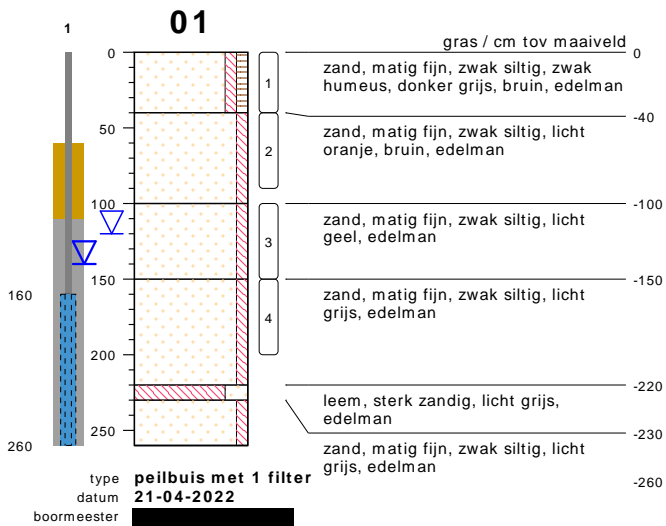 01
1
gras / cm tov maaiveld
0
0
zand, matig fijn, zwak siltig, zwak
humeus, donker grijs, bruin, edelman
1
-40
50
zand, matig fijn, zwak siltig, licht
oranje, bruin, edelman
2
100
-100
zand, matig fijn, zwak siltig, licht
geel, edelman
3
150
-150
160
zand, matig fijn, zwak siltig, licht
grijs, edelman
4
200
-220
leem, sterk zandig, licht grijs,
edelman
250
-230
260
zand, matig fijn, zwak siltig, licht
grijs, edelman
-260
type peilbuis met 1 filter
datum 21-04-2022
boormeester